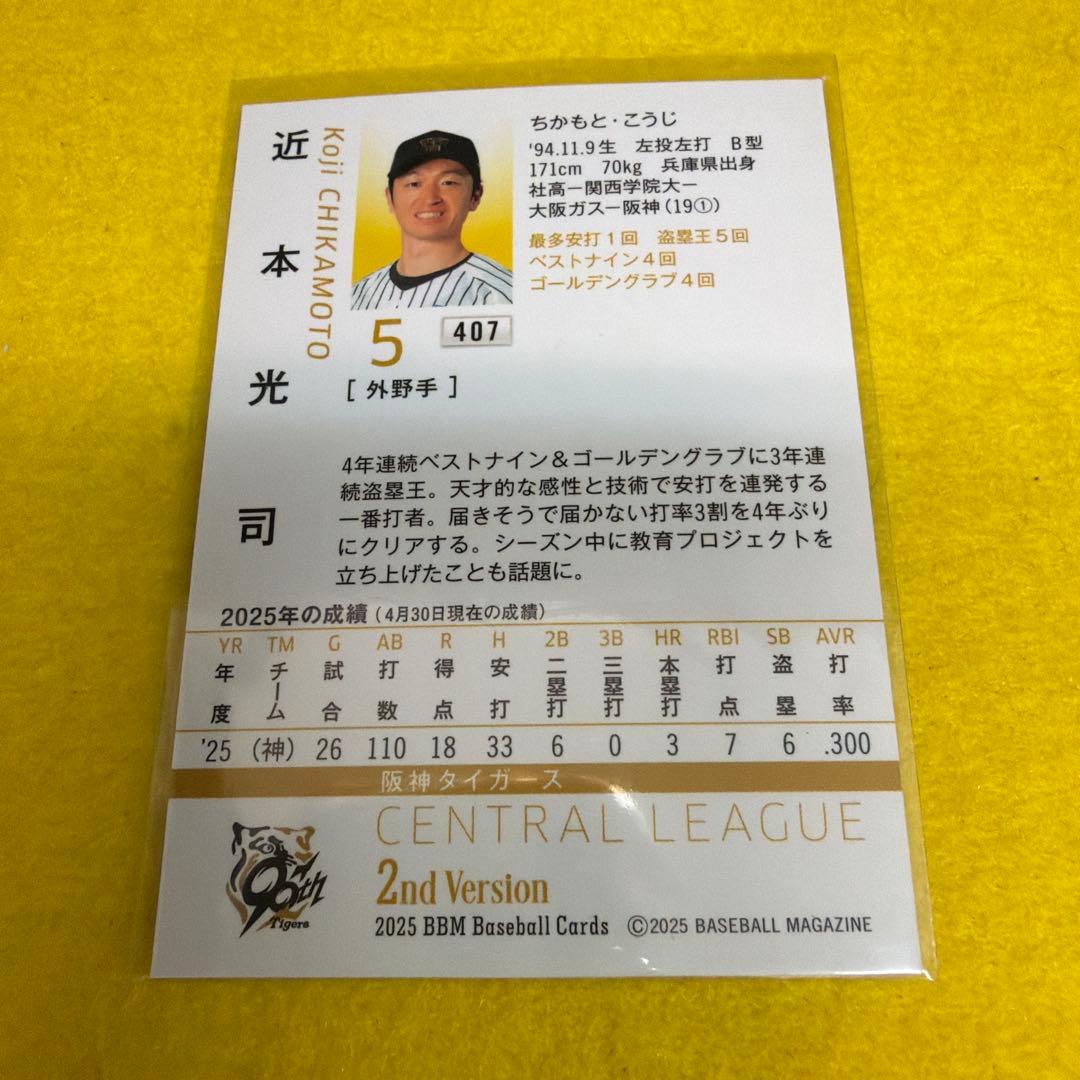 近本光司
Koji CHIKAMOTO
ちかもと・こうじ
'94.11.9生 左投左打 B型
171cm 70kg 兵庫県出身
社高ー関西学院大ー
大阪ガスー阪神(19①)
最多安打1回 盗塁王5回
ベストナイン4回
ゴールデングラブ4回
5
407
[外野手]
4年連続ベストナイン&ゴールデングラブに3年連
続盗塁王。天才的な感性と技術で安打を連発する
一番打者。届きそうで届かない打率3割を4年ぶり
にクリアする。シーズン中に教育プロジェクトを
立ち上げたことも話題に。
2025年の成績(4月30日現在の成績)
YR TM G AB R H 2B 3B HR RBI SB AVR
年度 チーム 試合 打数 得点 安打 二塁打 三塁打 本塁打 打点 盗塁 打率
'25 (神) 26 110 18 33 6 0 3 7 6 .300
阪神タイガース
CENTRAL LEAGUE
90th
Tigers
2nd Version
2025 BBM Baseball Cards ©2025 BASEBALL MAGAZINE